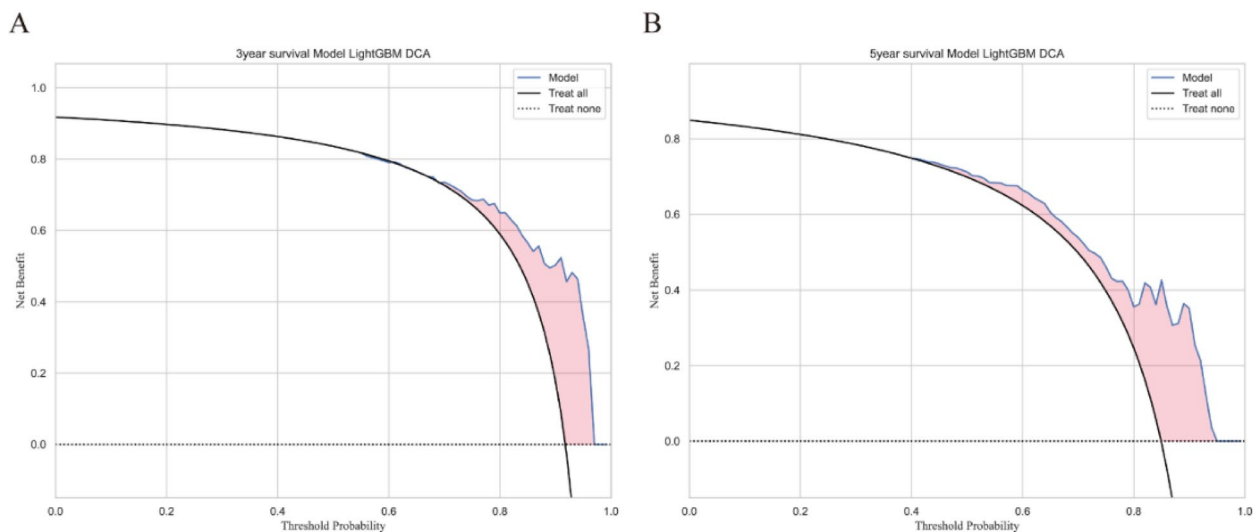 A
3year survival Model LightGBM DCA
Model
Treat all
Treat none
1.0
0.8
0.6
0.4
0.2
0.0
Net Benefit
0.0 0.2 0.4 0.6 0.8 1.0
Threshold Probability
B
5year survival Model LightGBM DCA
Model
Treat all
Treat none
0.8
0.6
0.4
0.2
0.0
Net Benefit
0.0 0.2 0.4 0.6 0.8 1.0
Threshold Probability